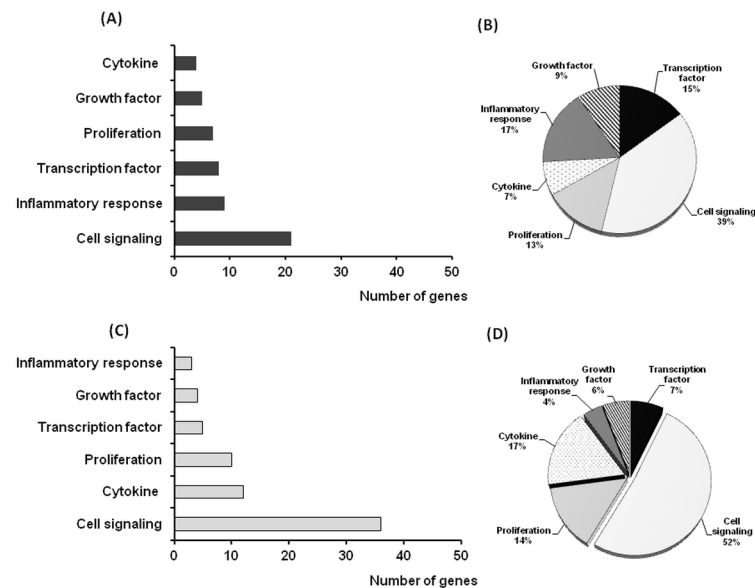 (A)
Cytokine
Growth factor
Proliferation
Transcription factor
Inflammatory response
Cell signaling
0 10 20 30 40 50
Number of genes
(B)
Growth factor
9%
Transcription
factor
15%
Inflammatory
response
17%
Cytokine
7%
Proliferation
13%
Cell signaling
39%
(C)
Inflammatory response
Growth factor
Transcription factor
Proliferation
Cytokine
Cell signaling
0 10 20 30 40 50
Number of genes
(D)
Growth
factor
6%
Transcription
factor
7%
Inflammatory
response
4%
Cytokine
17%
Proliferation
14%
Cell
signaling
52%